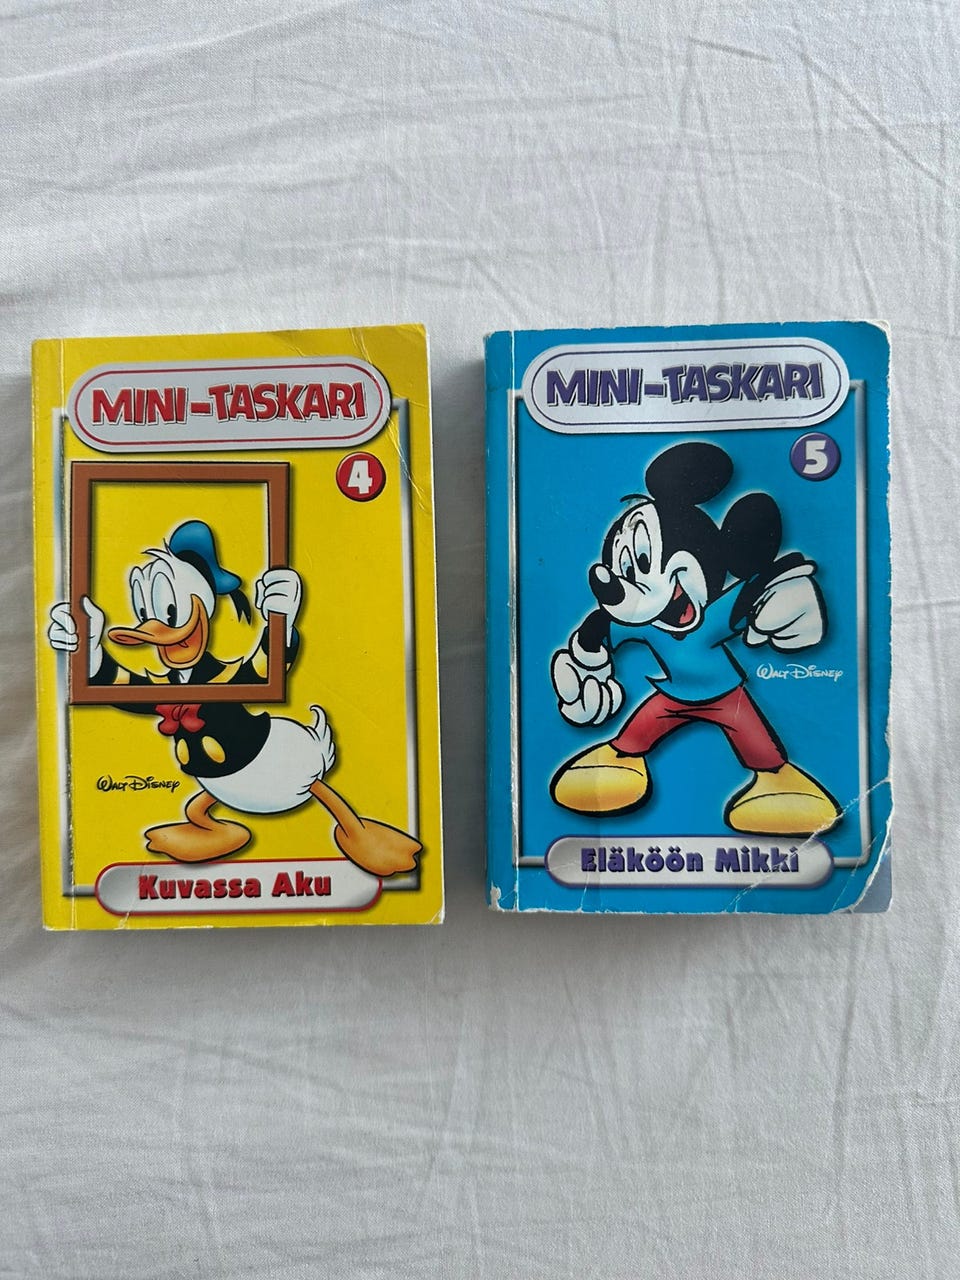 MINI-TASKARI
4
WALT DISNEY
Kuvassa Aku
MINI-TASKARI
5
WALT DISNEY
Eläköön Mikki